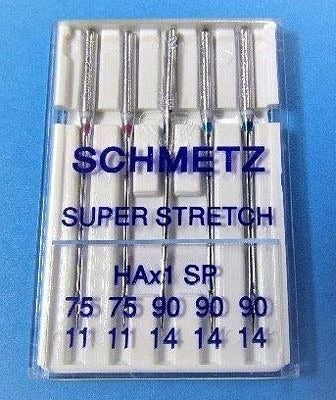 SCHMETZ
SUPER STRETCH
HAx1 SP
75 75 90 90 90
11 11 14 14 14